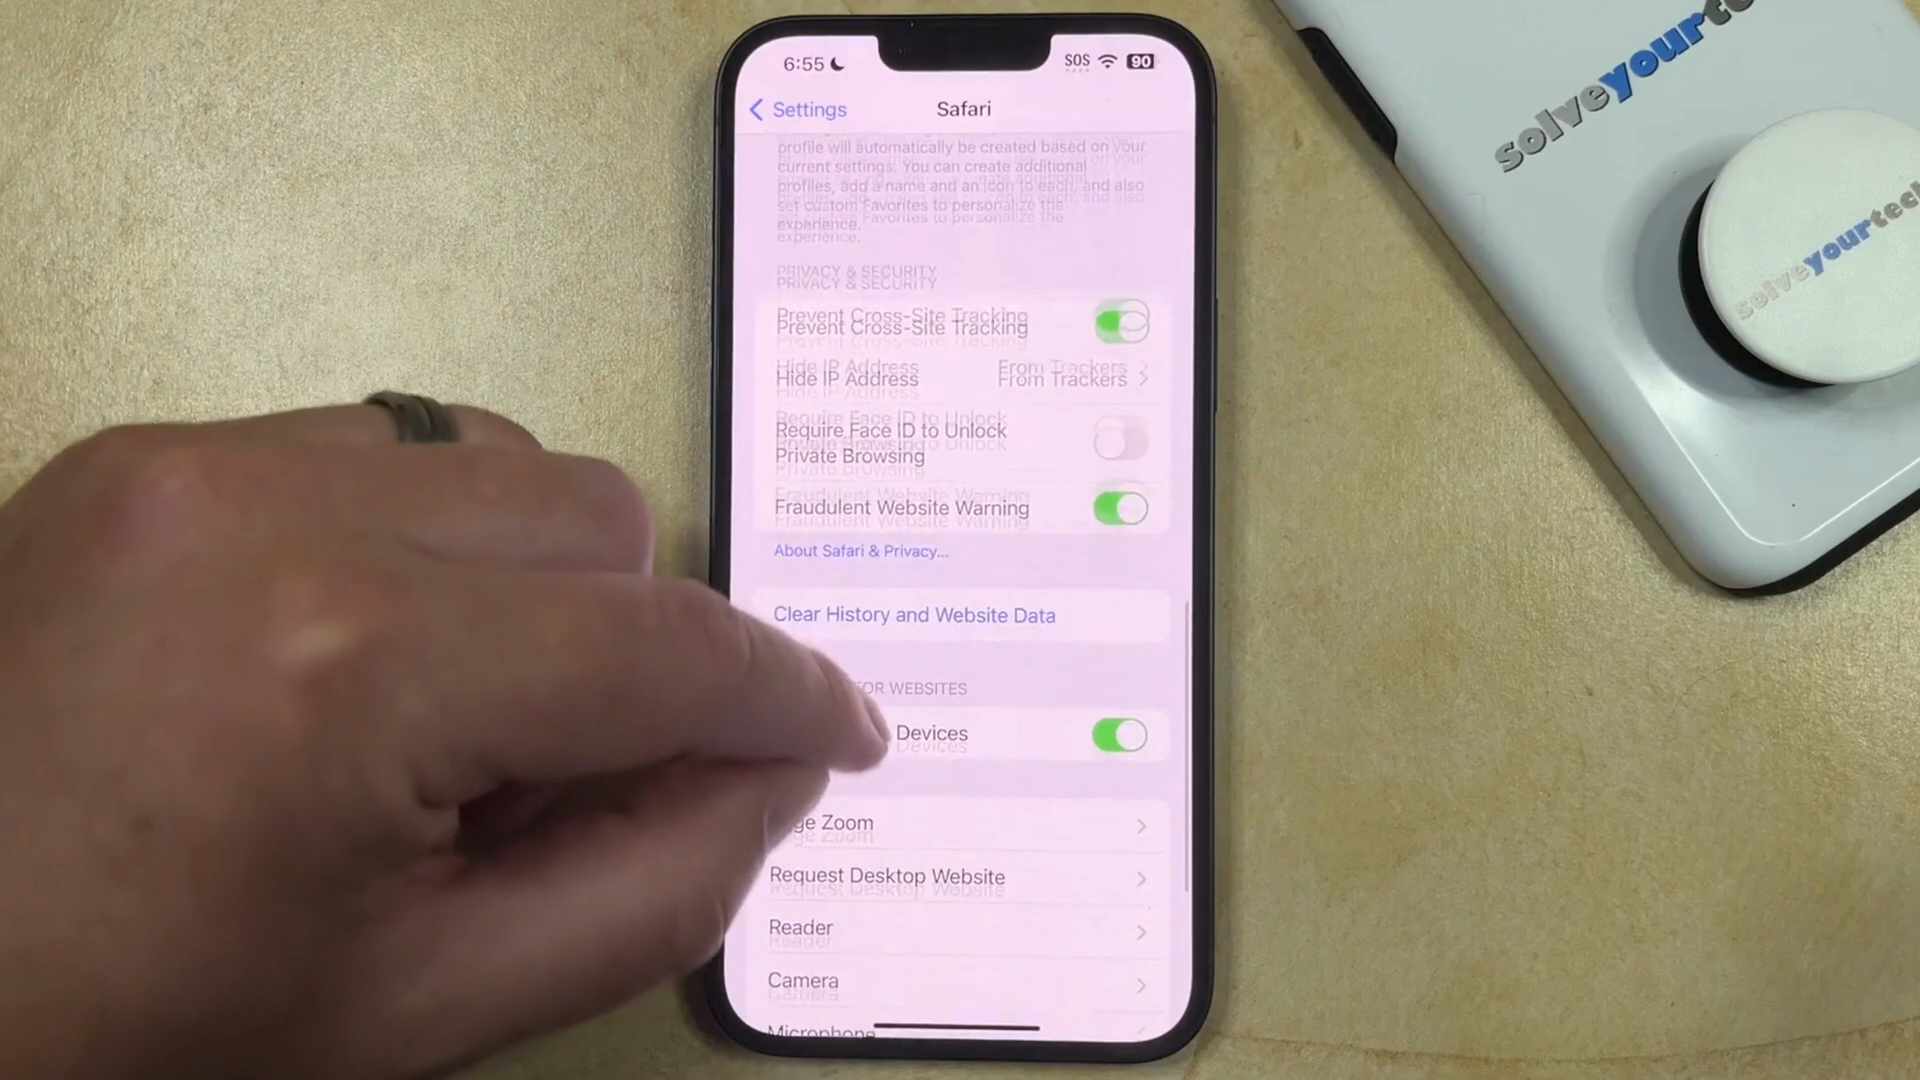 6:55 SOS 90
Settings Safari
profile will automatically be created based on your
current settings. You can create additional
profiles, add a name and an icon to each, and also
set custom Favorites to personalize the
experience.
PRIVACY & SECURITY
Prevent Cross-Site Tracking
Hide IP Address From Trackers
Require Face ID to Unlock
Private Browsing
Fraudulent Website Warning
About Safari & Privacy...
Clear History and Website Data
FOR WEBSITES
Devices
ge Zoom
Request Desktop Website
Reader
Camera
Microphone
solveyourtec
solveyourtech